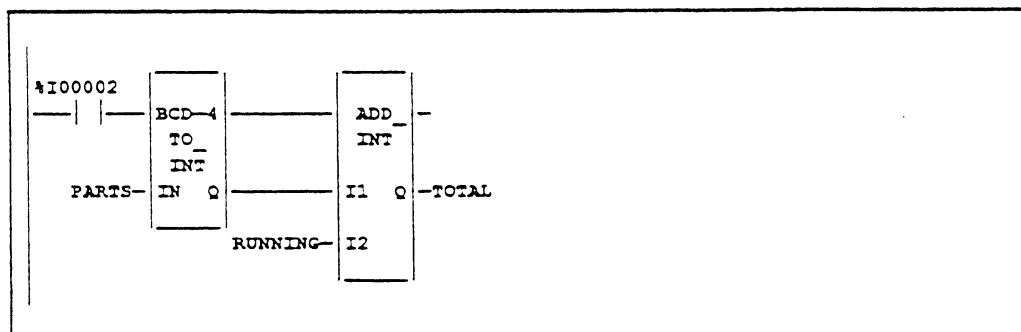 %I00002
BCD-4 ADD_
TO_ INT
INT
PARTS IN Q I1 Q TOTAL
RUNNING I2